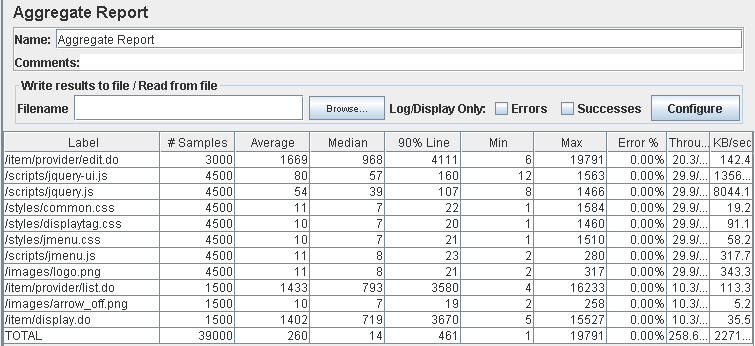 Aggregate Report
Name: Aggregate Report
Comments:
Write results to file / Read from file
Filename Browse... Log/Display Only: Errors Successes Configure
Label # Samples Average Median 90% Line Min Max Error % Throu... KB/sec
/item/provider/edit.do 3000 1669 968 4111 6 19791 0.00% 20.3/... 142.4
/scripts/jquery-ui.js 4500 80 57 160 12 1563 0.00% 29.9/... 1356...
/scripts/jquery.js 4500 54 39 107 8 1466 0.00% 29.9/... 8044.1
/styles/common.css 4500 11 7 22 1 1584 0.00% 29.9/... 19.2
/styles/displaytag.css 4500 10 7 20 1 1460 0.00% 29.9/... 91.1
/styles/jmenu.css 4500 10 7 21 1 1510 0.00% 29.9/... 58.2
/scripts/jmenu.js 4500 11 8 23 2 280 0.00% 29.9/... 317.7
/images/logo.png 4500 11 8 21 2 317 0.00% 29.9/... 343.3
/item/provider/list.do 1500 1433 793 3580 4 16233 0.00% 10.3/... 113.3
/images/arrow_off.png 1500 10 7 19 2 258 0.00% 10.3/... 5.2
/item/display.do 1500 1402 719 3670 5 15527 0.00% 10.3/... 35.5
TOTAL 39000 260 14 461 1 19791 0.00% 258.6... 2271...